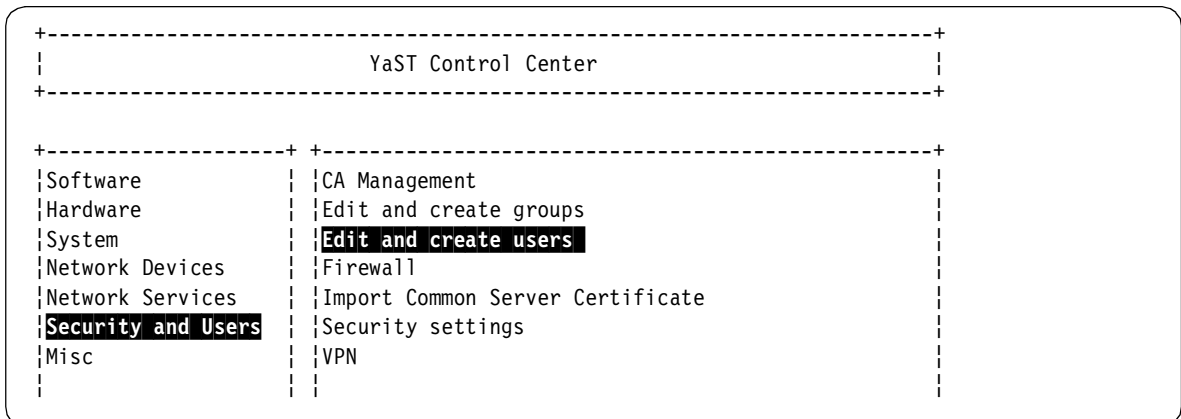 YaST Control Center
Software CA Management
Hardware Edit and create groups
System Edit and create users
Network Devices Firewall
Network Services Import Common Server Certificate
Security and Users Security settings
Misc VPN